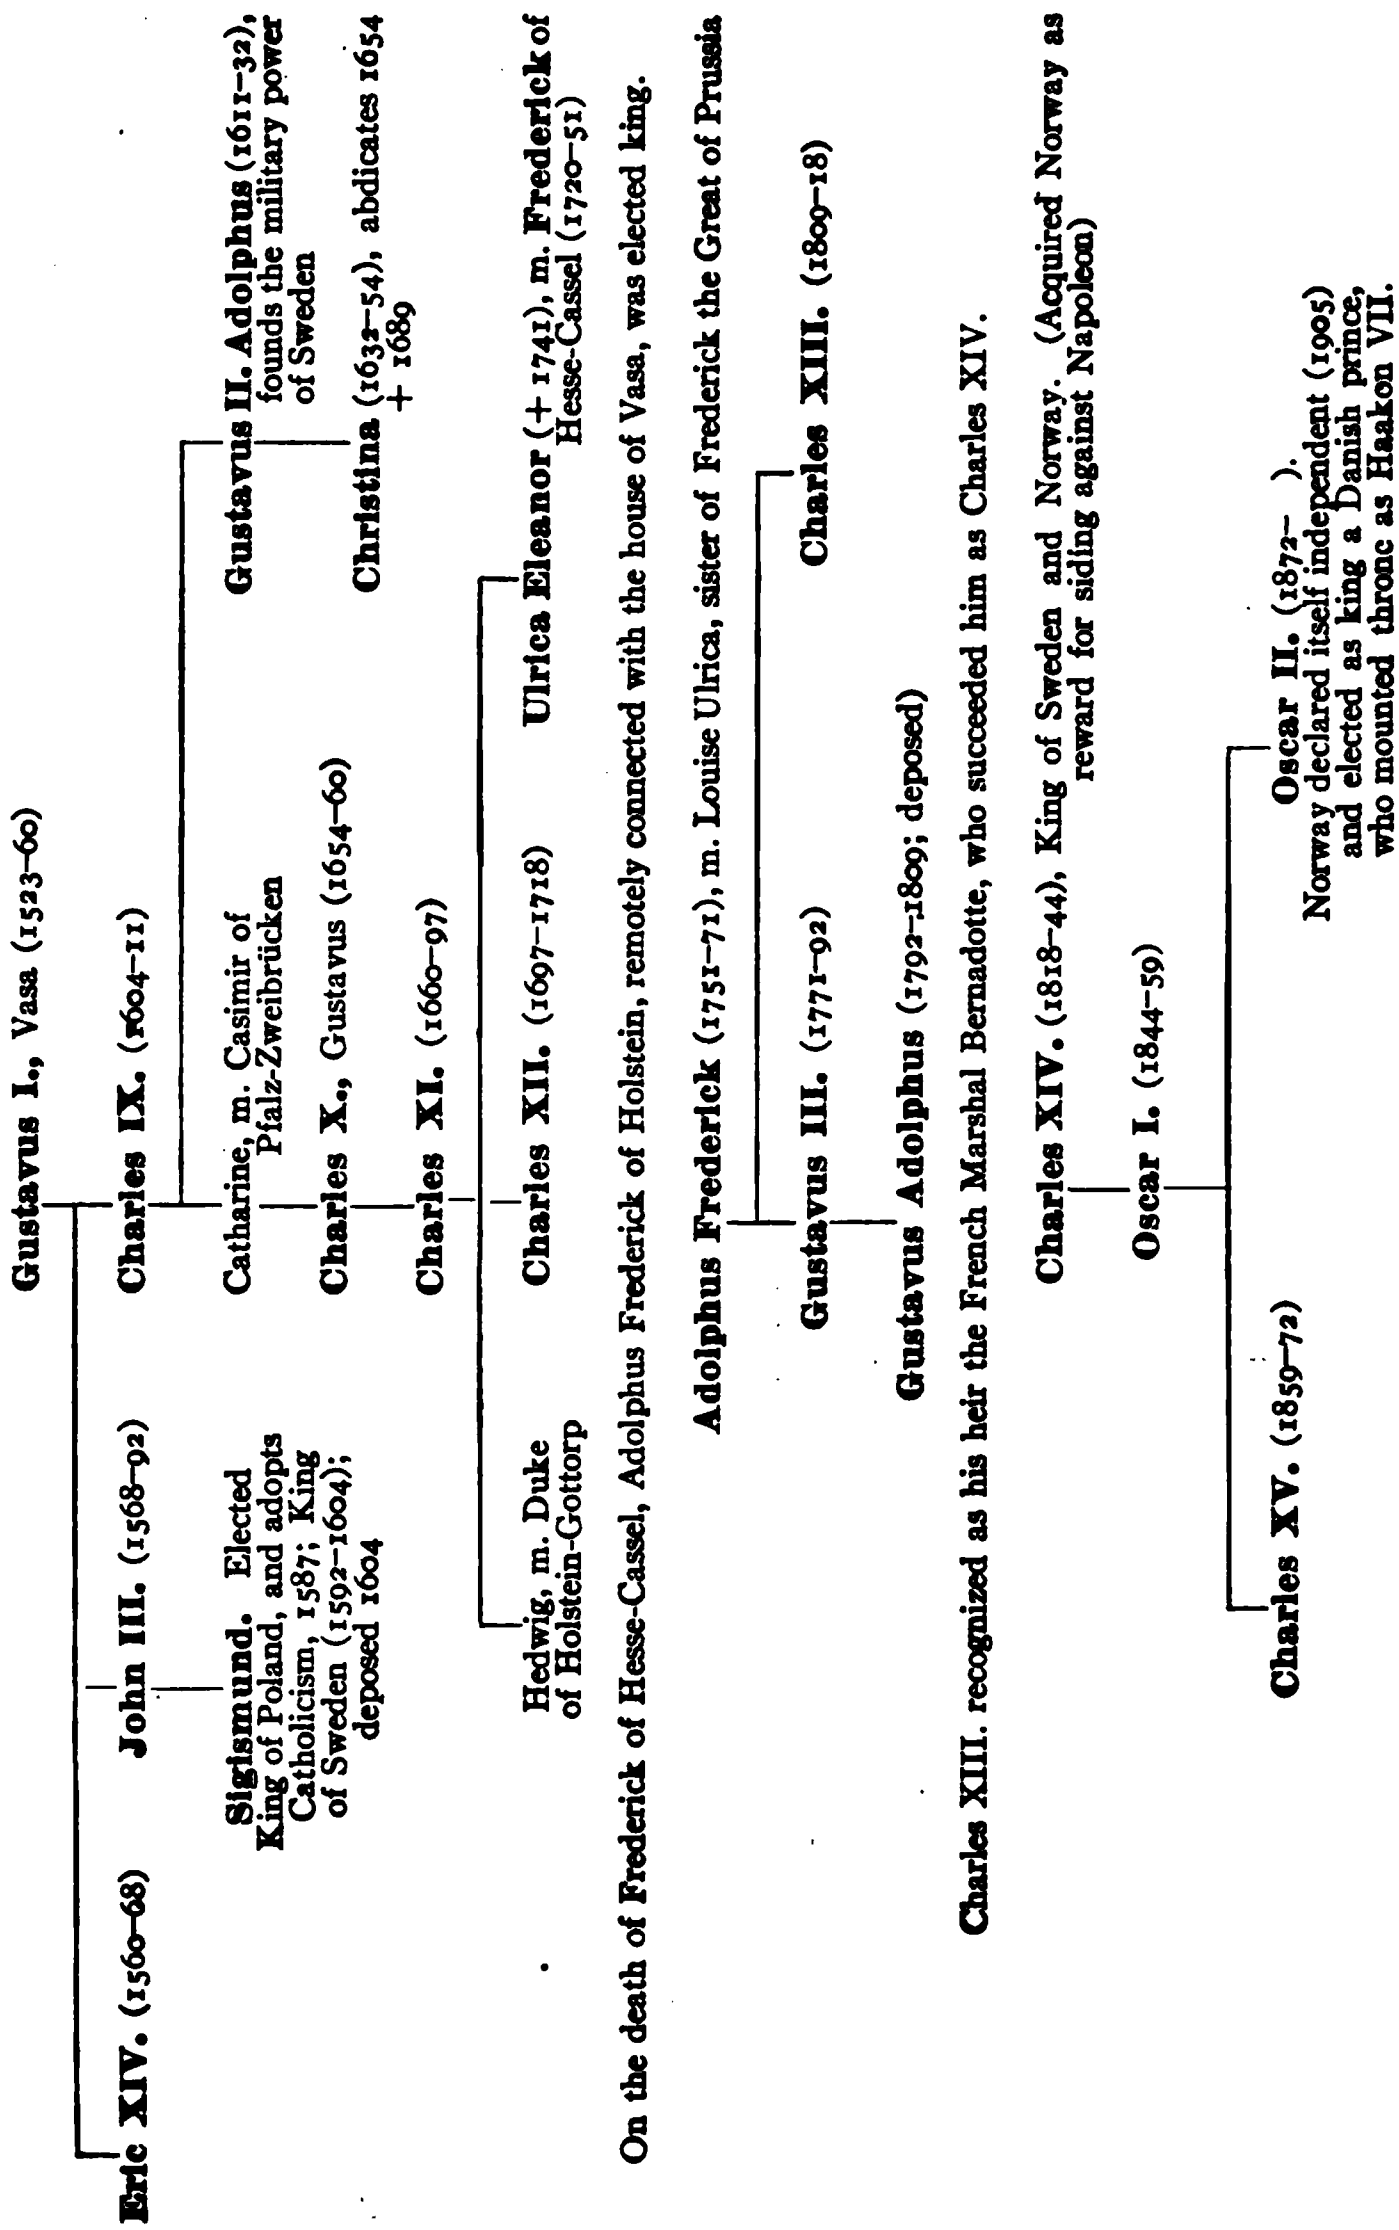 Gustavus I., Vasa (1523–60)
Eric XIV. (1560–68)
John III. (1568–92)
Charles IX. (1604–11)
Sigismund. Elected
King of Poland, and adopts
Catholicism, 1587; King
of Sweden (1592–1604);
deposed 1604
Catharine, m. Casimir of
Pfalz-Zweibrücken
Gustavus II. Adolphus (1611–32),
founds the military power
of Sweden
Charles X., Gustavus (1654–60)
Christina (1632–54), abdicates 1654
+ 1689
Charles XI. (1660–97)
Hedwig, m. Duke
of Holstein-Gottorp
Charles XII. (1697–1718)
Ulrica Eleanor (+ 1741), m. Frederick of
Hesse-Cassel (1720–51)
On the death of Frederick of Hesse-Cassel, Adolphus Frederick of Holstein, remotely connected with the house of Vasa, was elected king.
Adolphus Frederick (1751–71), m. Louise Ulrica, sister of Frederick the Great of Prussia
Gustavus III. (1771–92)
Charles XIII. (1809–18)
Gustavus Adolphus (1792–1809; deposed)
Charles XIII. recognized as his heir the French Marshal Bernadotte, who succeeded him as Charles XIV.
Charles XIV. (1818–44), King of Sweden and Norway. (Acquired Norway as
reward for siding against Napoleon)
Oscar I. (1844–59)
Charles XV. (1859–72)
Oscar II. (1872– ).
Norway declared itself independent (1905)
and elected as king a Danish prince,
who mounted throne as Haakon VII.